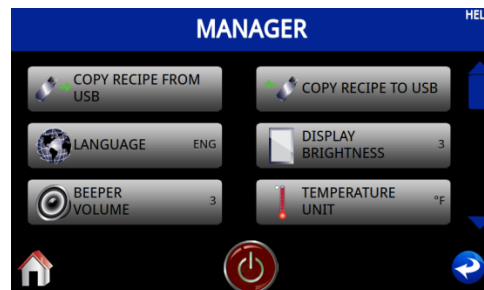 MANAGER
COPY RECIPE FROM
USB
COPY RECIPE TO USB
LANGUAGE ENG
DISPLAY
BRIGHTNESS 3
BEEPER
VOLUME 3
TEMPERATURE
UNIT °F